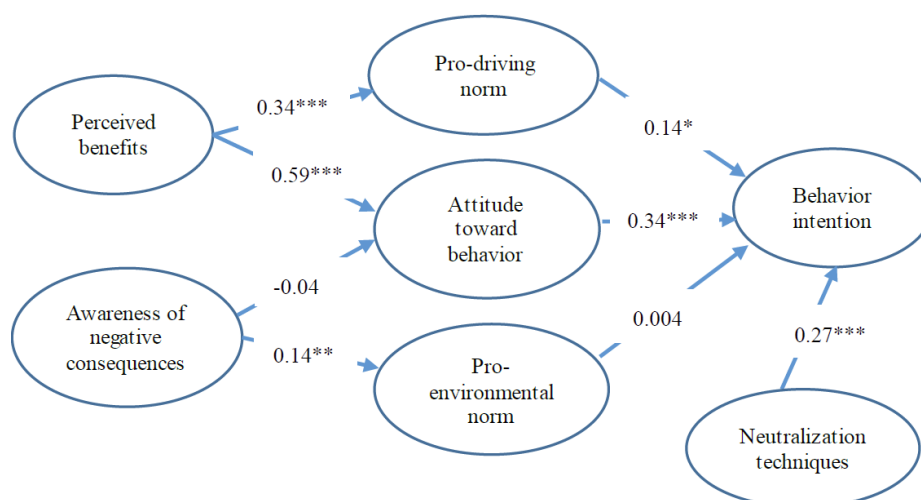 Pro-driving
norm
0.34***
Perceived
benefits
0.14*
0.59***
Attitude
toward
behavior
0.34***
Behavior
intention
-0.04
Awareness of
negative
consequences
0.14**
0.004
0.27***
Pro-
environmental
norm
Neutralization
techniques